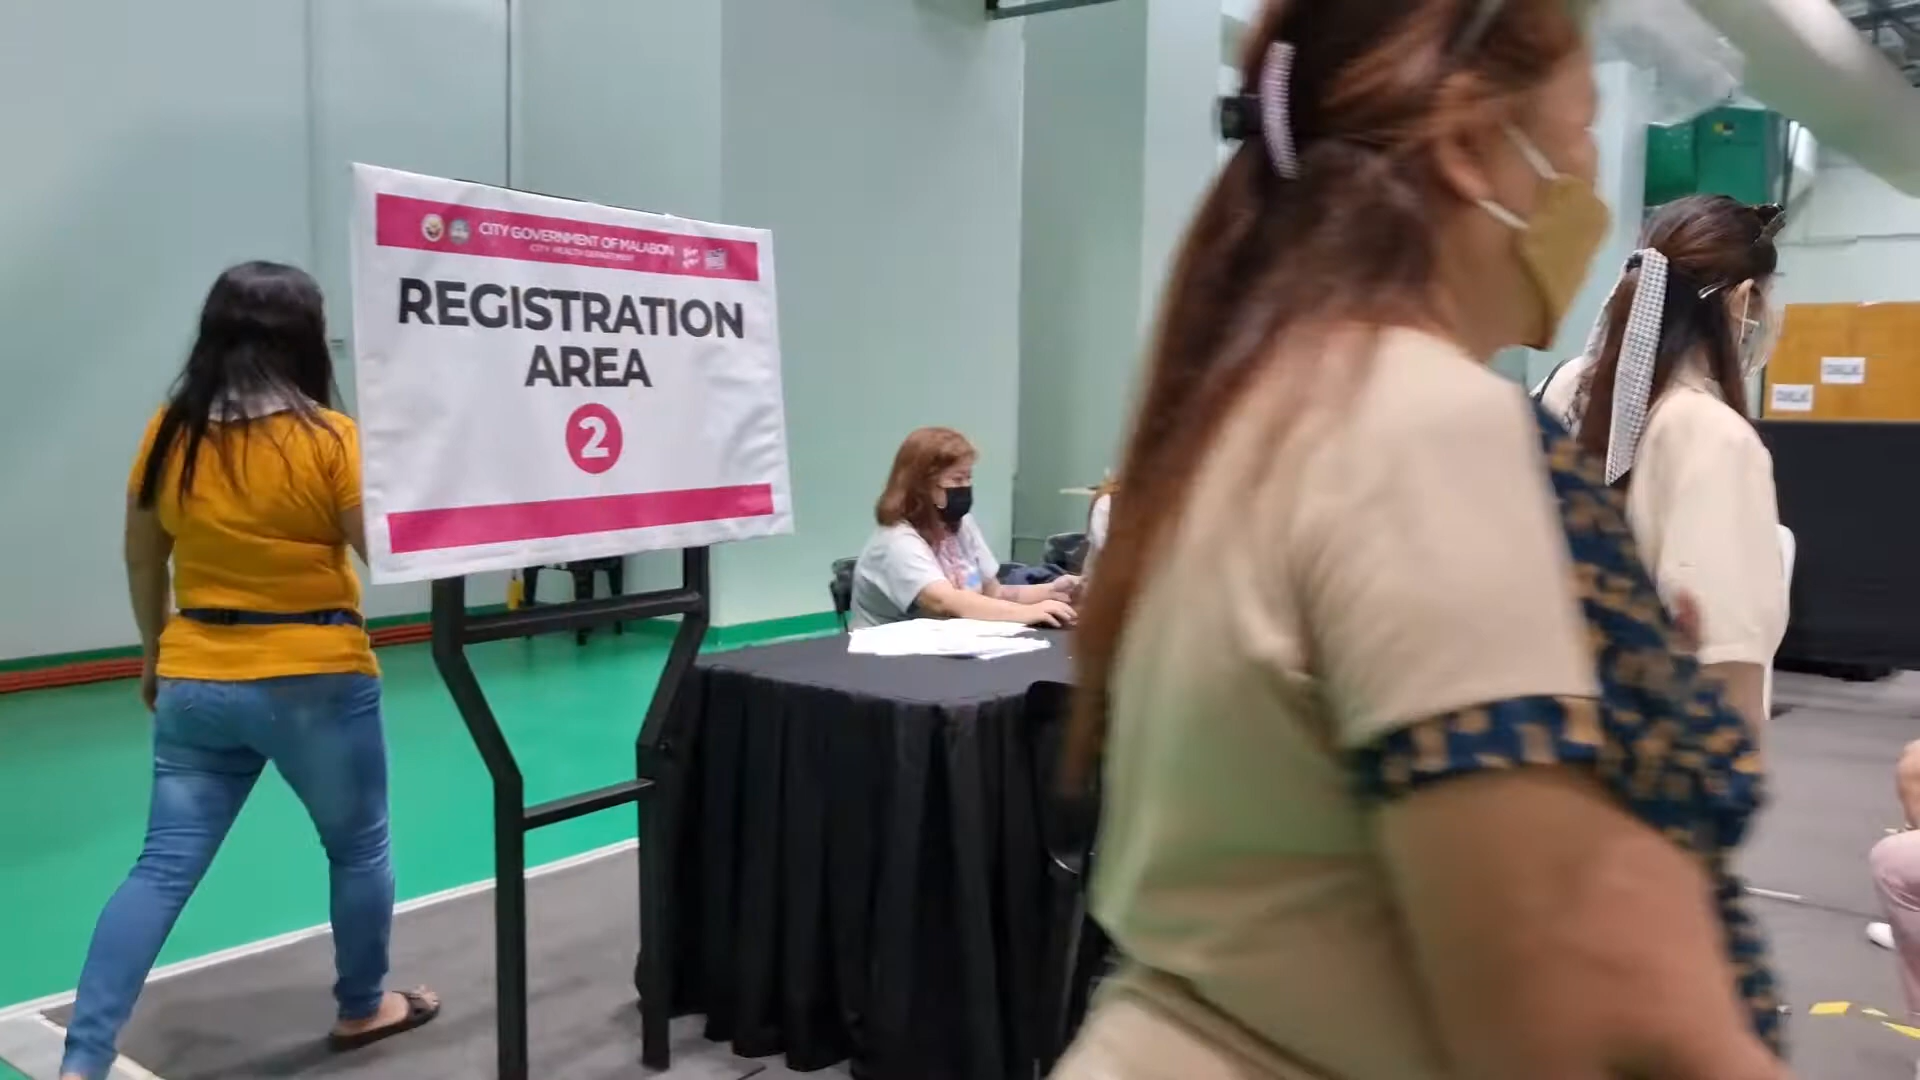 CITY GOVERNMENT OF MALABON
CITY HEALTH DEPARTMENT
REGISTRATION
AREA
2